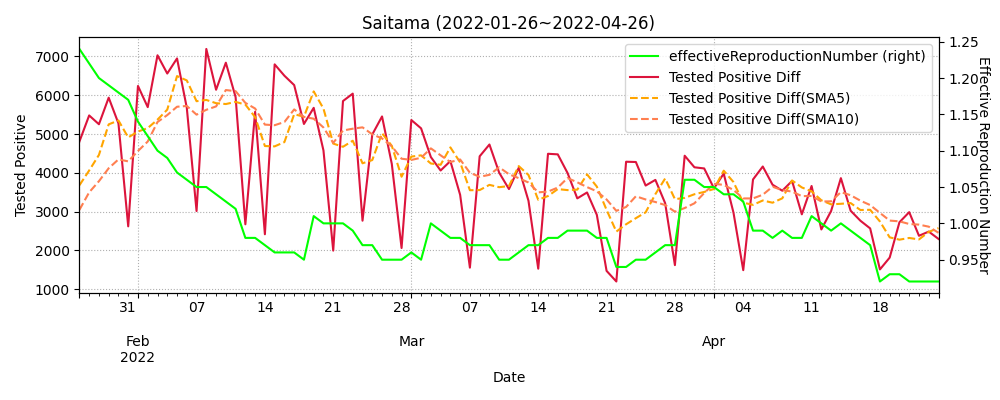 Saitama (2022-01-26~2022-04-26)
effectiveReproductionNumber (right)
Tested Positive Diff
Tested Positive Diff(SMA5)
Tested Positive Diff(SMA10)
Tested Positive
7000
6000
5000
4000
3000
2000
1000
1.25
1.20
1.15
1.10
1.05
1.00
0.95
Effective Reproduction Number
31 07 14 21 28 07 14 21 28 04 11 18
Feb Mar Apr
2022
Date